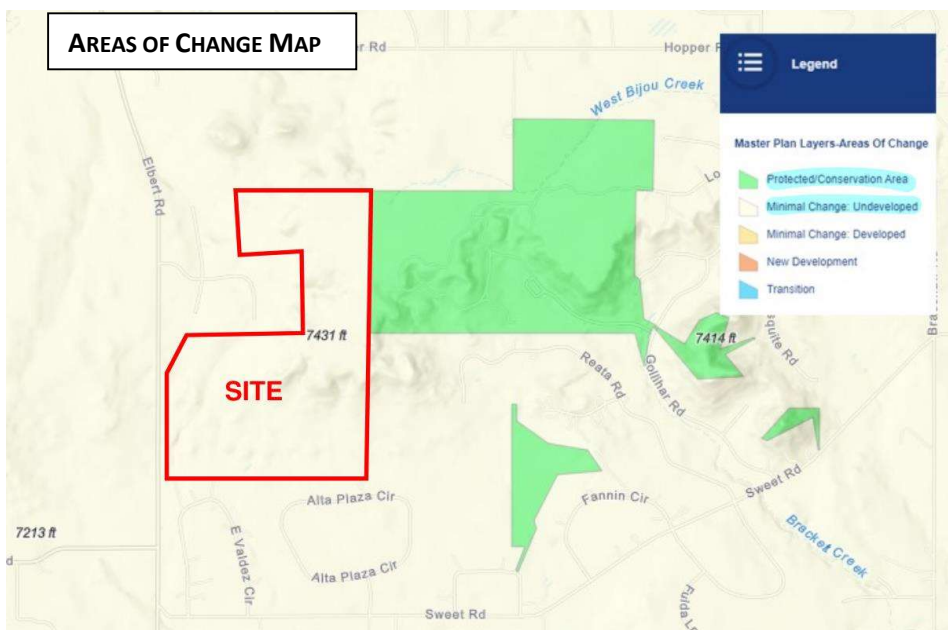 AREAS OF CHANGE MAP
Rd
Hopper
West Bijou Creek
Legend
Master Plan Layers-Areas Of Change
Protected/Conservation Area
Minimal Change: Undeveloped
Minimal Change: Developed
New Development
Transition
Elbert Rd
7431 ft
SITE
7414 ft
Reata Rd
Gollihar Rd
Sweet Rd
Fannin Cir
Bracket Creek
Alta Plaza Cir
7213 ft
E Valdez Cir
Alta Plaza Cir
Sweet Rd